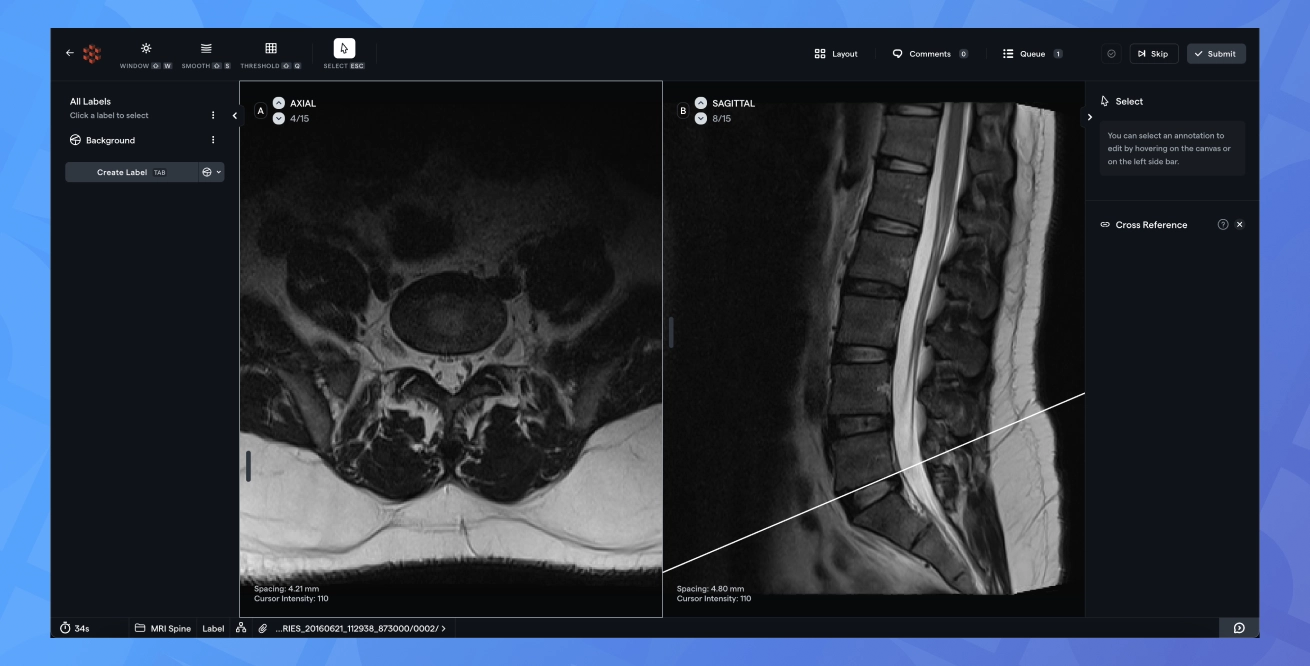 WINDOW ⇧ W
SMOOTH ⇧ S
THRESHOLD ⇧ Q
SELECT ESC
Layout
Comments 0
Queue 1
Skip
Submit
All Labels
Click a label to select
Background
Create Label TAB
A AXIAL
4/15
Spacing: 4.21 mm
Cursor Intensity: 110
B SAGITTAL
8/15
Spacing: 4.80 mm
Cursor Intensity: 110
Select
You can select an annotation to
edit by hovering on the canvas or
on the left side bar.
Cross Reference ?
34s
MRI Spine
Label
...RIES_20160621_112938_873000/0002/